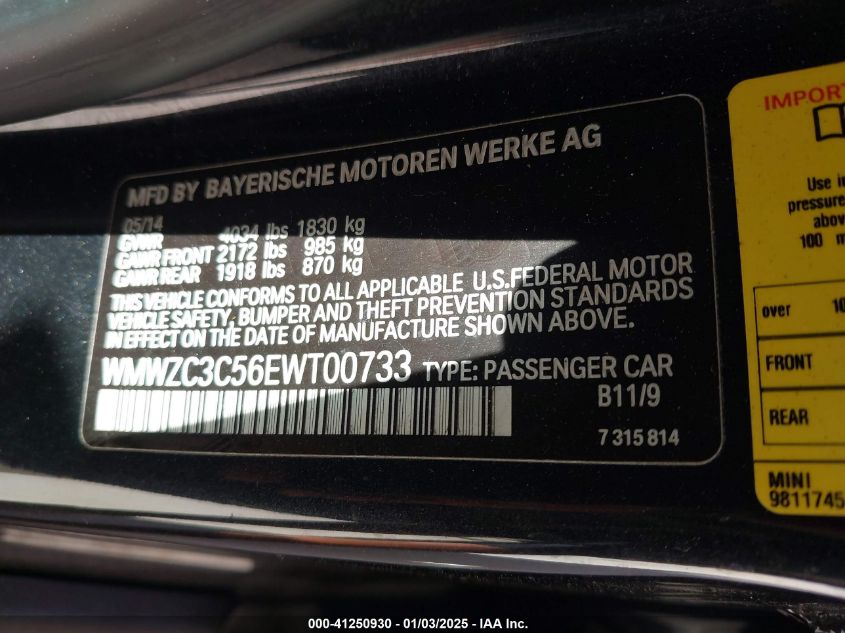 MFD BY BAYERISCHE MOTOREN WERKE AG
05/14
GVWR 4034 lbs 1830 kg
GAWR FRONT 2172 lbs 985 kg
GAWR REAR 1918 lbs 870 kg
THIS VEHICLE CONFORMS TO ALL APPLICABLE U.S.FEDERAL MOTOR
VEHICLE SAFETY, BUMPER AND THEFT PREVENTION STANDARDS
IN EFFECT ON THE DATE OF MANUFACTURE SHOWN ABOVE.
WMWZC3C56EWT00733 TYPE: PASSENGER CAR
B11/9
7 315 814
IMPORT
Use in
pressure
above
100 m
over 10
FRONT
REAR
MINI
9811745
000-41250930 - 01/03/2025 - © IAA Inc.